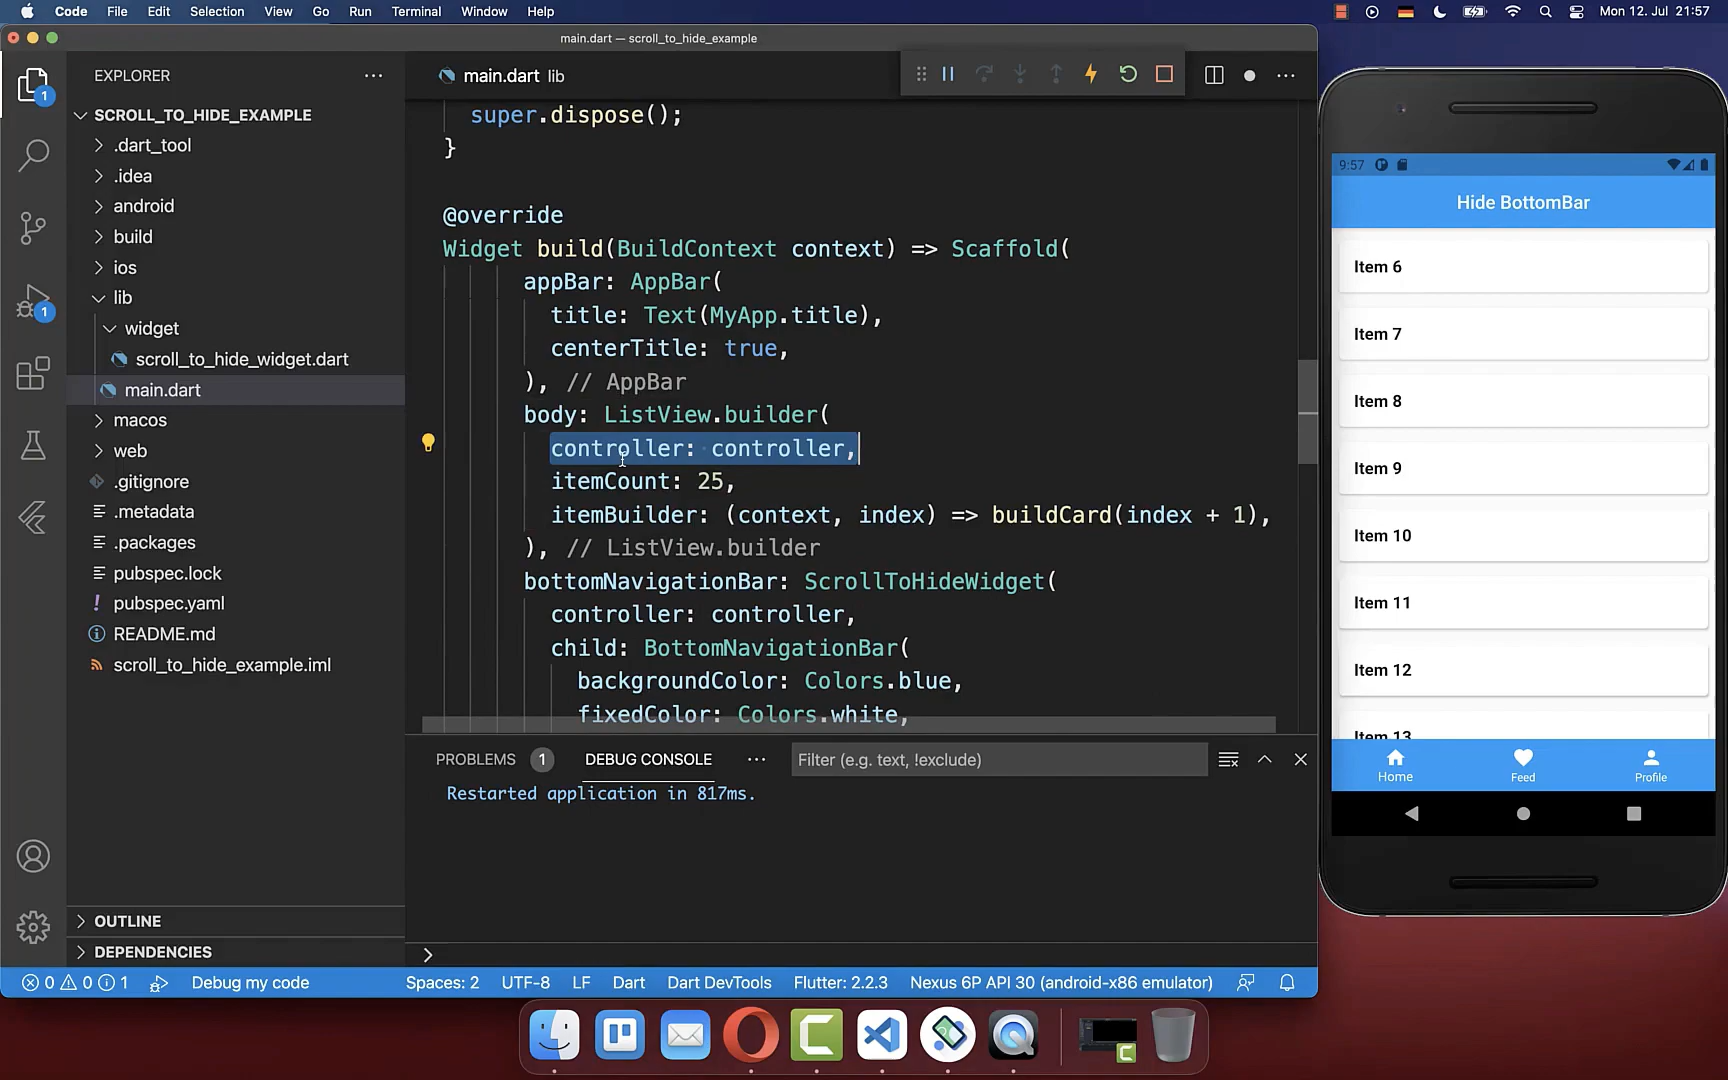 Code File Edit Selection View Go Run Terminal Window Help
Mon 12. Jul 21:57
main.dart — scroll_to_hide_example
EXPLORER
1
SCROLL_TO_HIDE_EXAMPLE
.dart_tool
.idea
android
build
ios
lib
widget
scroll_to_hide_widget.dart
main.dart
macos
web
.gitignore
.metadata
.packages
pubspec.lock
pubspec.yaml
README.md
scroll_to_hide_example.iml
1
OUTLINE
DEPENDENCIES
main.dart lib
super.dispose();
}
@override
Widget build(BuildContext context) => Scaffold(
appBar: AppBar(
title: Text(MyApp.title),
centerTitle: true,
), // AppBar
body: ListView.builder(
controller: controller,
itemCount: 25,
itemBuilder: (context, index) => buildCard(index + 1),
), // ListView.builder
bottomNavigationBar: ScrollToHideWidget(
controller: controller,
child: BottomNavigationBar(
backgroundColor: Colors.blue,
fixedColor: Colors.white,
PROBLEMS 1 DEBUG CONSOLE Filter (e.g. text, !exclude)
Restarted application in 817ms.
0 0 1 Debug my code Spaces: 2 UTF-8 LF Dart Dart DevTools Flutter: 2.2.3 Nexus 6P API 30 (android-x86 emulator)
9:57
Hide BottomBar
Item 6
Item 7
Item 8
Item 9
Item 10
Item 11
Item 12
Item 13
Home Feed Profile